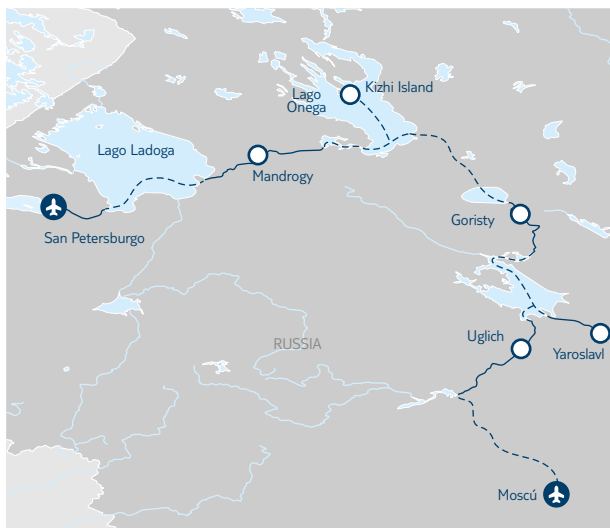 Kizhi Island
Lago
Onega
Lago Ladoga
Mandrogy
Goristy
San Petersburgo
Uglich
RUSSIA
Yaroslavl
Moscú